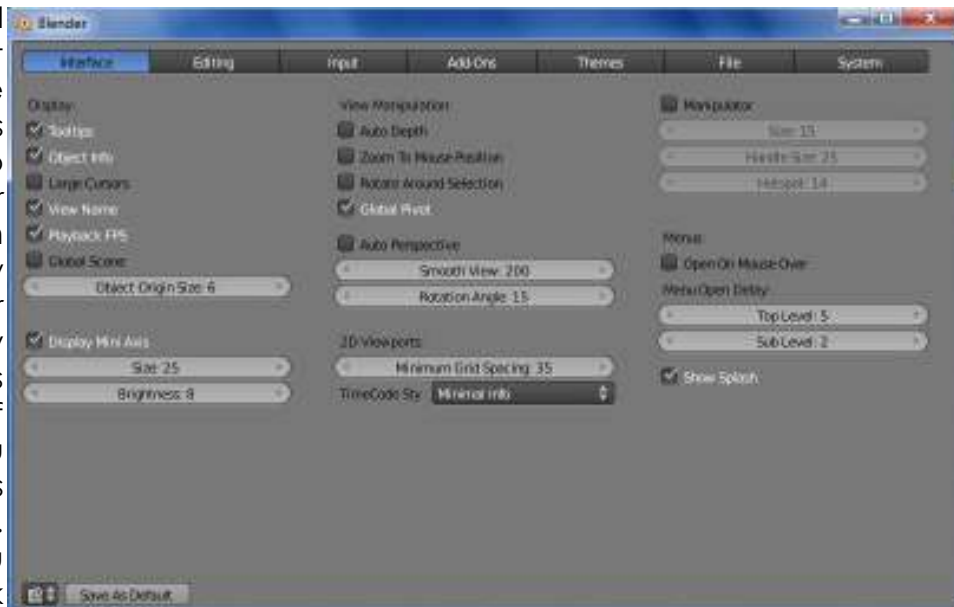 Blender
Interface Editing Input Add-Ons Themes File System
Display:
Tooltips
Object Info
Large Cursors
View Name
Playback FPS
Global Scene
Object Origin Size: 6
Display Mini Axis
Size: 25
Brightness: 8
View Manipulation:
Auto Depth
Zoom To Mouse Position
Rotate Around Selection
Global Pivot
Auto Perspective
Smooth View: 200
Rotation Angle: 15
2D Viewports:
Minimum Grid Spacing: 35
TimeCode Sty Minimal Info
Manipulator
Size: 15
Handle Size: 25
Hotspot: 14
Menus:
Open On Mouse Over
Menu Open Delay:
Top Level: 5
Sub Level: 2
Show Splash
Save As Default